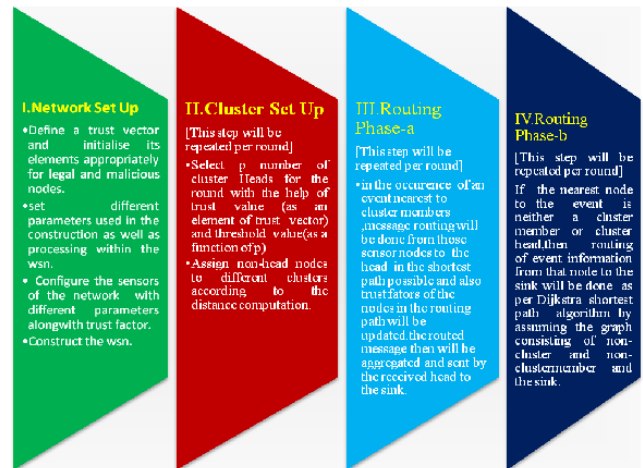 I.Network Set Up
•Define a trust vector
and initialise its
elements appropriately
for legal and malicious
nodes.
•set different
parameters used in the
construction as well as
processing within the
wsn.
• Configure the sensors
of the network with
different parameters
alongwith trust factor.
•Construct the wsn.
II.Cluster Set Up
[This step will be
repeated per round]
•Select p number of
cluster Heads for the
round with the help of
trust value (as an
element of trust vector)
and threshold value(as a
function of p)
•Assign non-head nodes
to different clusters
according to the
distance computation.
III.Routing
Phase-a
[This step will be
repeated per round]
•in the occurence of an
event nearest to
cluster members
,message routing will
be done from those
sensor nodes to the
head in the shortest
path possible and also
trust fators of the
nodes in the routing
path will be
updated.the routed
message then will be
aggregated and sent by
the received head to
the sink.
IV.Routing
Phase-b
[This step will be
repeated per round]
If the nearest node
to the event is
neither a cluster
member or cluster
head,then routing
of event information
from that node to the
sink will be done as
per Dijkstra shortest
path algorithm by
assuming the graph
consisting of non-
cluster and non-
clustermember and
the sink.